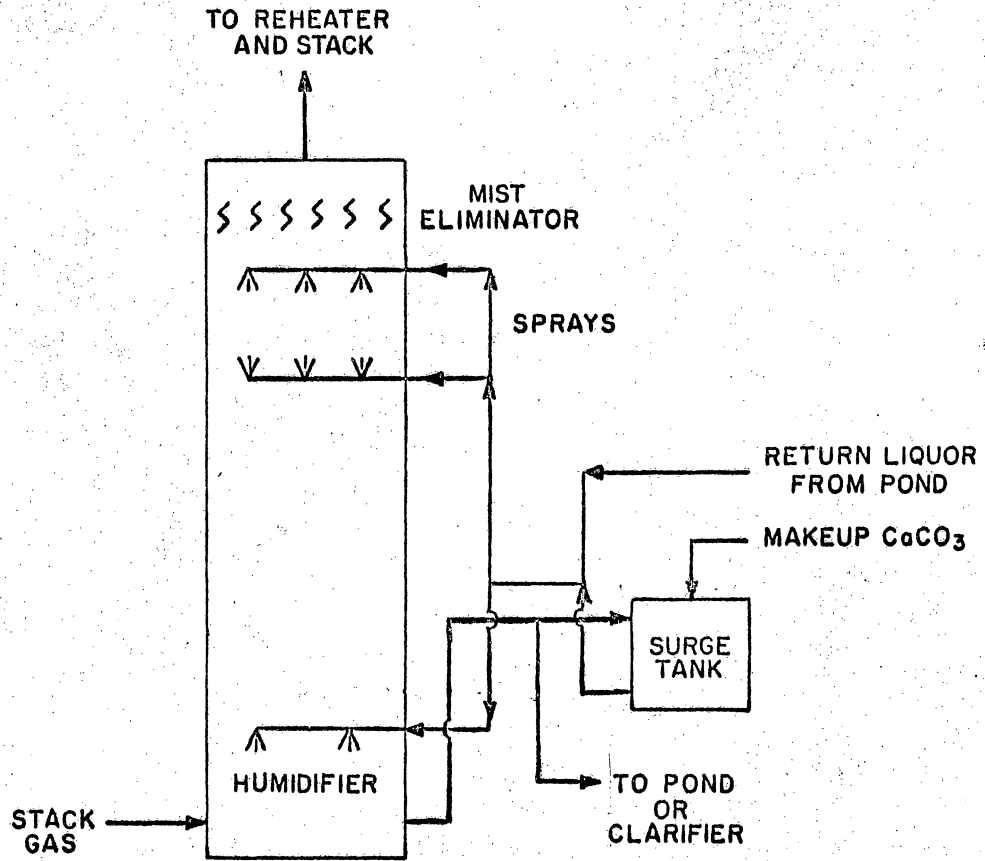 TO REHEATER
AND STACK
MIST
ELIMINATOR
SPRAYS
RETURN LIQUOR
FROM POND
MAKEUP CaCO₃
SURGE
TANK
HUMIDIFIER
TO POND
OR
CLARIFIER
STACK
GAS